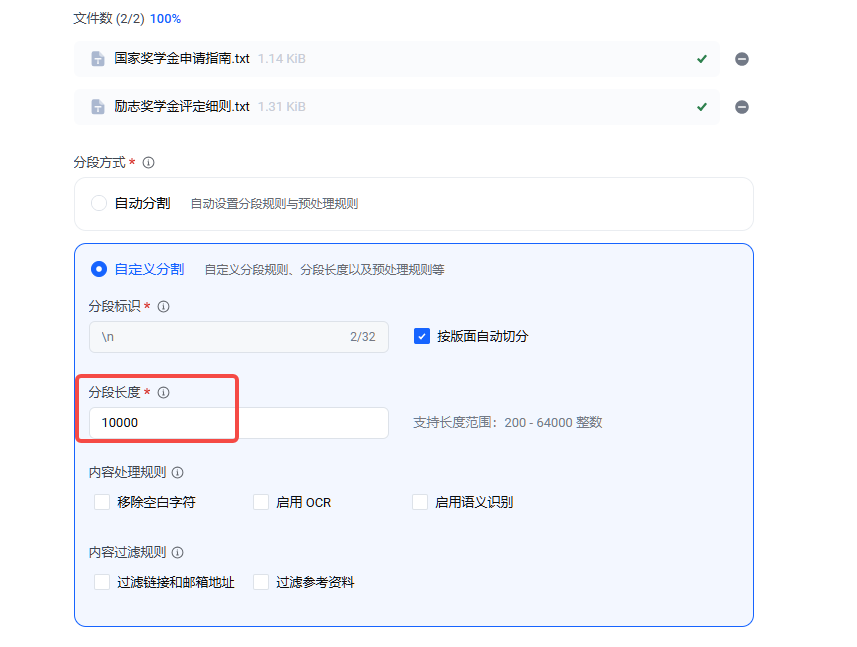 文件数 (2/2) 100%
国家奖学金申请指南.txt 1.14 KiB
励志奖学金评定细则.txt 1.31 KiB
分段方式 *
自动分割 自动设置分段规则与预处理规则
自定义分割 自定义分段规则、分段长度以及预处理规则等
分段标识 *
\n 2/32 按版面自动切分
分段长度 *
10000 支持长度范围：200 - 64000 整数
内容处理规则
移除空白字符 启用 OCR 启用语义识别
内容过滤规则
过滤链接和邮箱地址 过滤参考资料